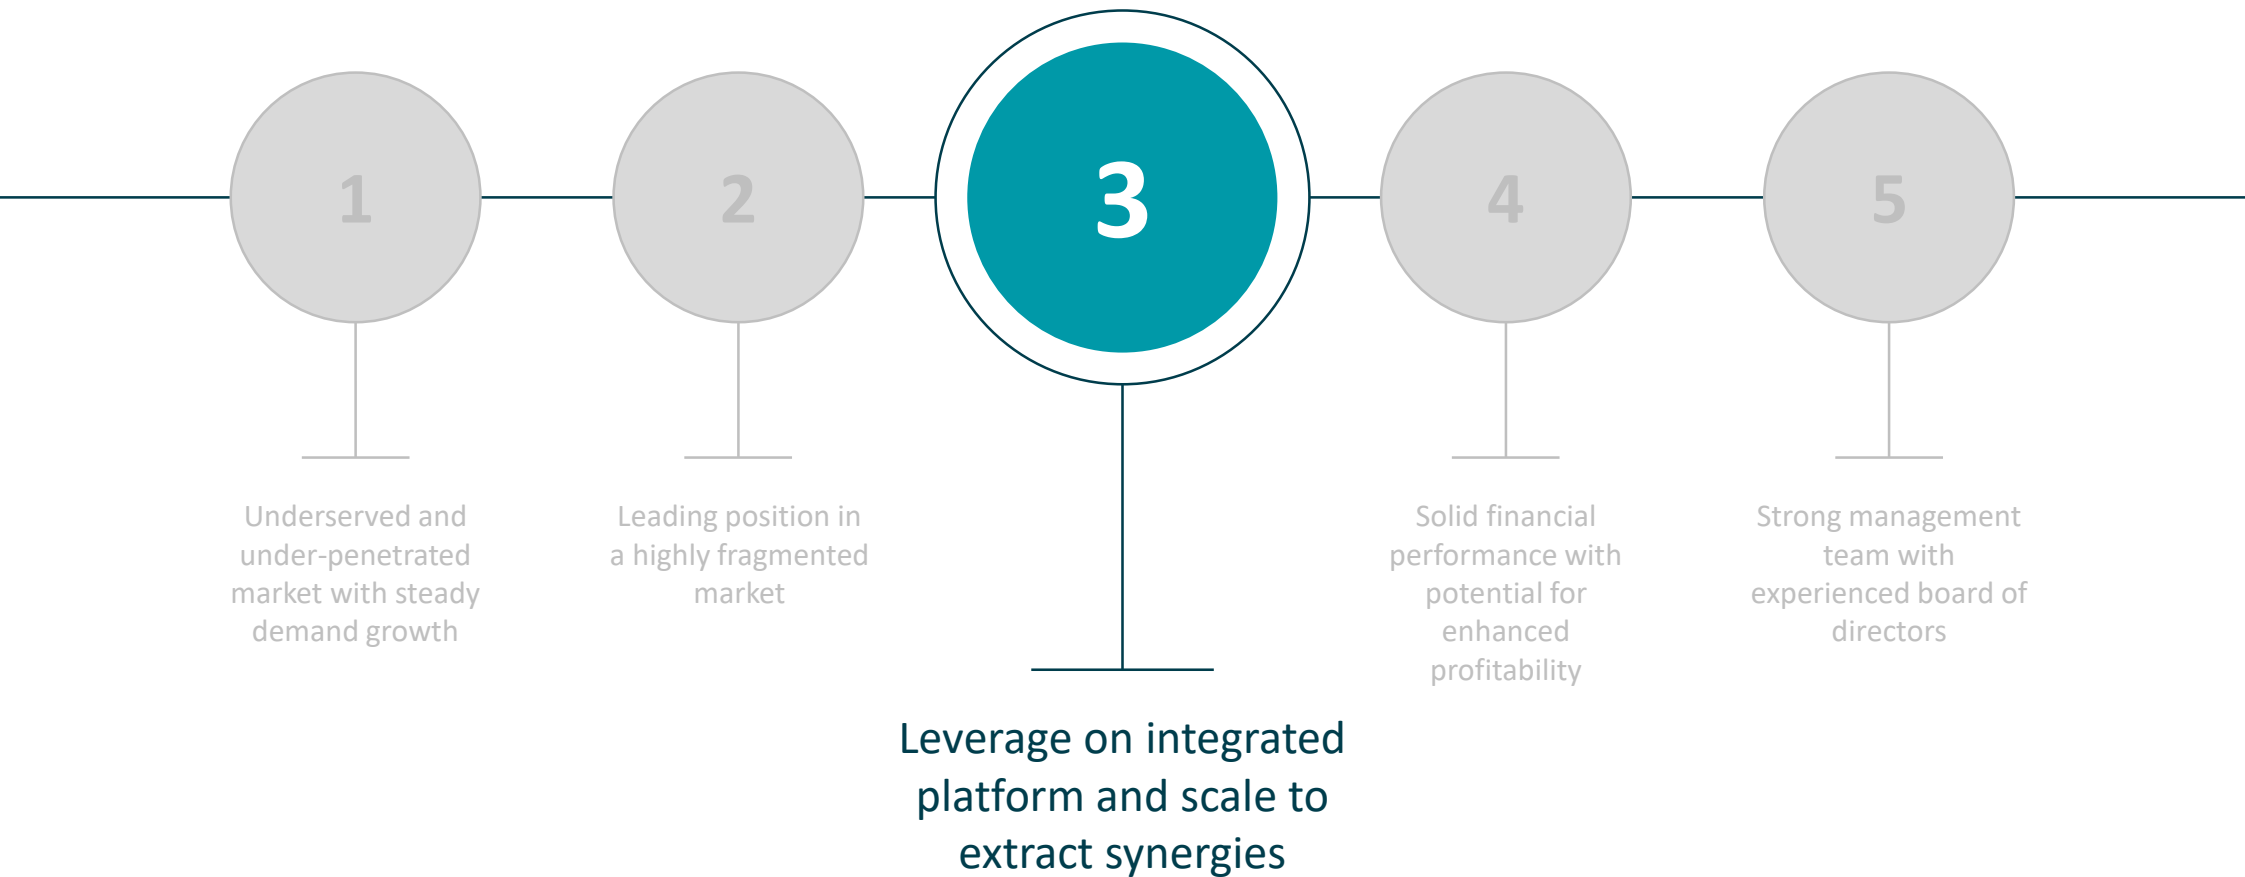 1
Underserved and
under-penetrated
market with steady
demand growth
2
Leading position in
a highly fragmented
market
3
Leverage on integrated
platform and scale to
extract synergies
4
Solid financial
performance with
potential for
enhanced
profitability
5
Strong management
team with
experienced board of
directors